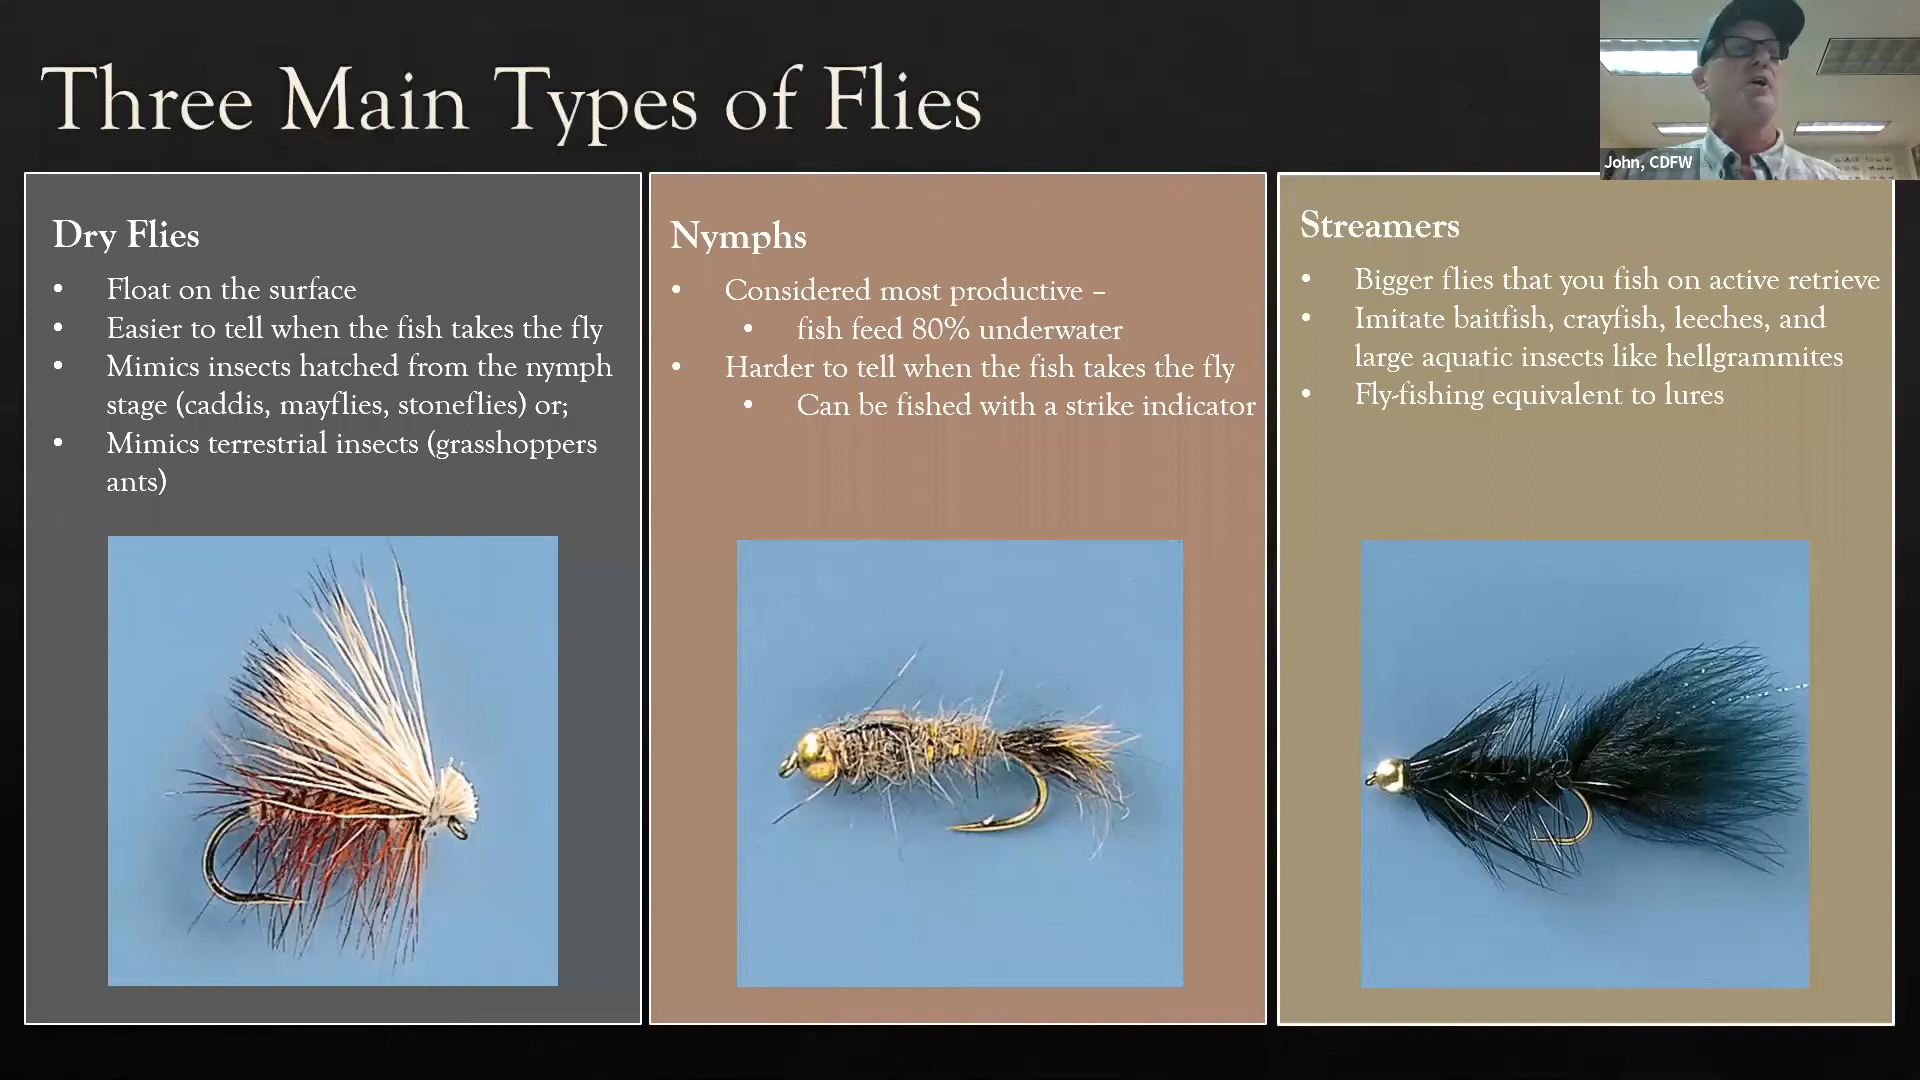 Three Main Types of Flies
John, CDFW
Dry Flies
• Float on the surface
• Easier to tell when the fish takes the fly
• Mimics insects hatched from the nymph
stage (caddis, mayflies, stoneflies) or;
• Mimics terrestrial insects (grasshoppers
ants)
Nymphs
• Considered most productive –
• fish feed 80% underwater
• Harder to tell when the fish takes the fly
• Can be fished with a strike indicator
Streamers
• Bigger flies that you fish on active retrieve
• Imitate baitfish, crayfish, leeches, and
large aquatic insects like hellgrammites
• Fly-fishing equivalent to lures